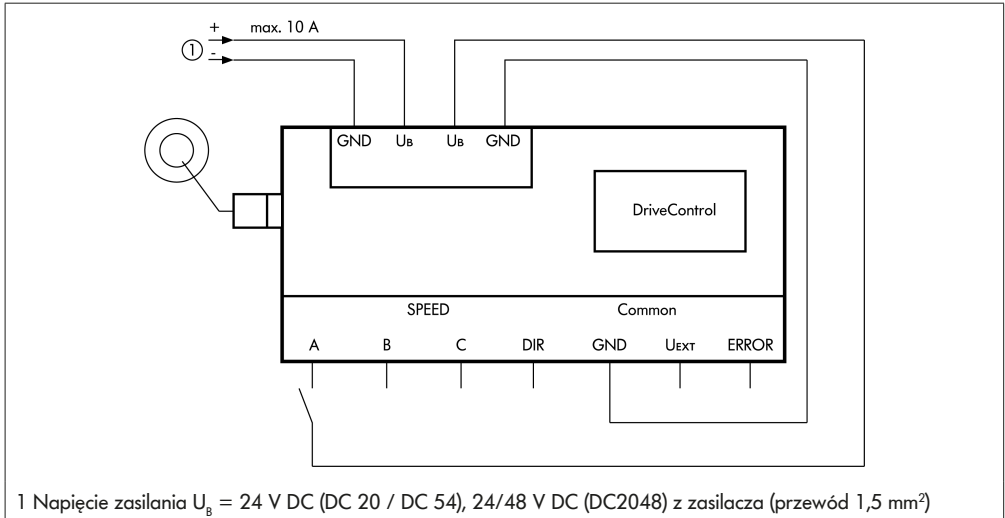 + max. 10 A
1 -
GND UB UB GND
DriveControl
SPEED Common
A B C DIR GND UEXT ERROR
1 Napięcie zasilania UB = 24 V DC (DC 20 / DC 54), 24/48 V DC (DC2048) z zasilacza (przewód 1,5 mm²)